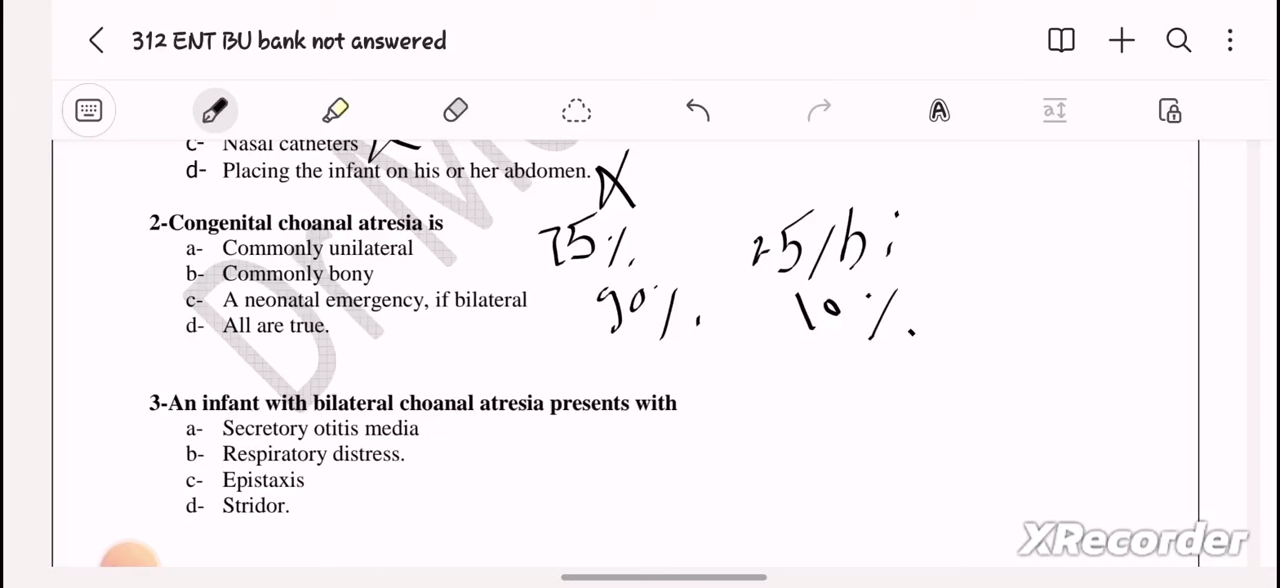 312 ENT BU bank not answered
c- Nasal catheters
d- Placing the infant on his or her abdomen.
2-Congenital choanal atresia is
a- Commonly unilateral
75% 25/bi
b- Commonly bony
c- A neonatal emergency, if bilateral
90%. 10%.
d- All are true.
3-An infant with bilateral choanal atresia presents with
a- Secretory otitis media
b- Respiratory distress.
c- Epistaxis
d- Stridor.
XRecorder